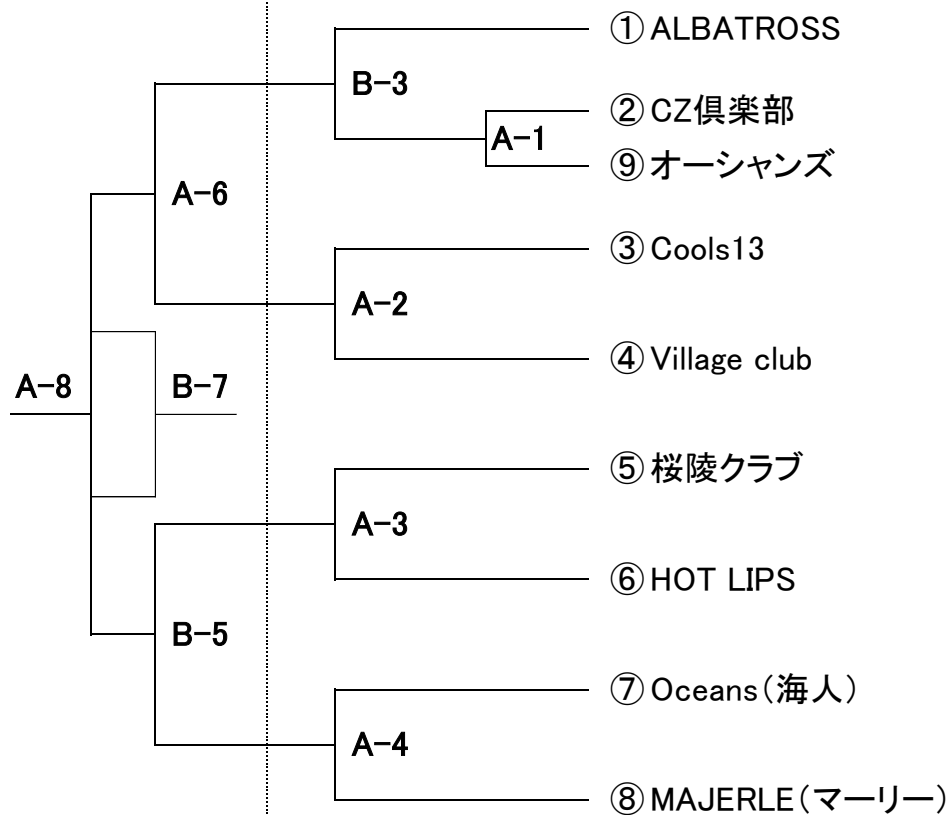 ① ALBATROSS
B-3
② CZ倶楽部
A-1
⑨ オーシャンズ
A-6
③ Cools13
A-2
④ Village club
A-8
B-7
⑤ 桜陵クラブ
A-3
⑥ HOT LIPS
B-5
⑦ Oceans（海人）
A-4
⑧ MAJERLE（マーリー）